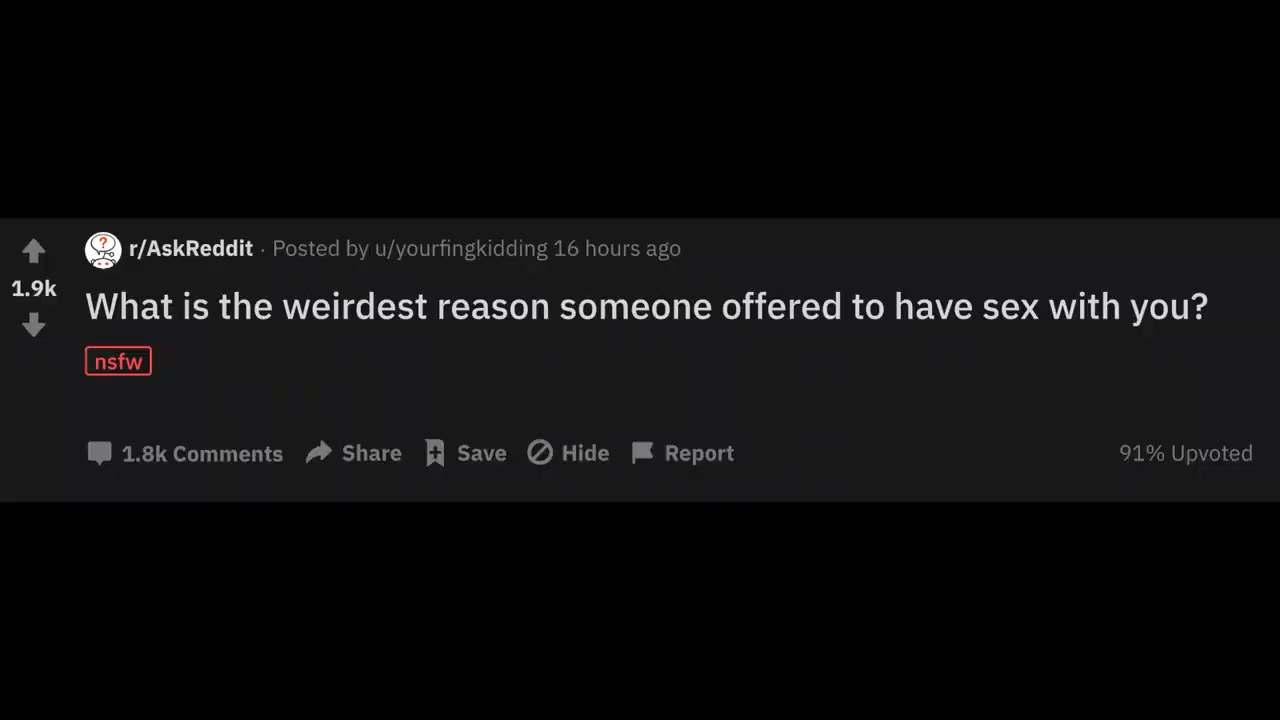 r/AskReddit · Posted by u/yourfingkidding 16 hours ago
1.9k
What is the weirdest reason someone offered to have sex with you?
nsfw
1.8k Comments Share Save Hide Report 91% Upvoted